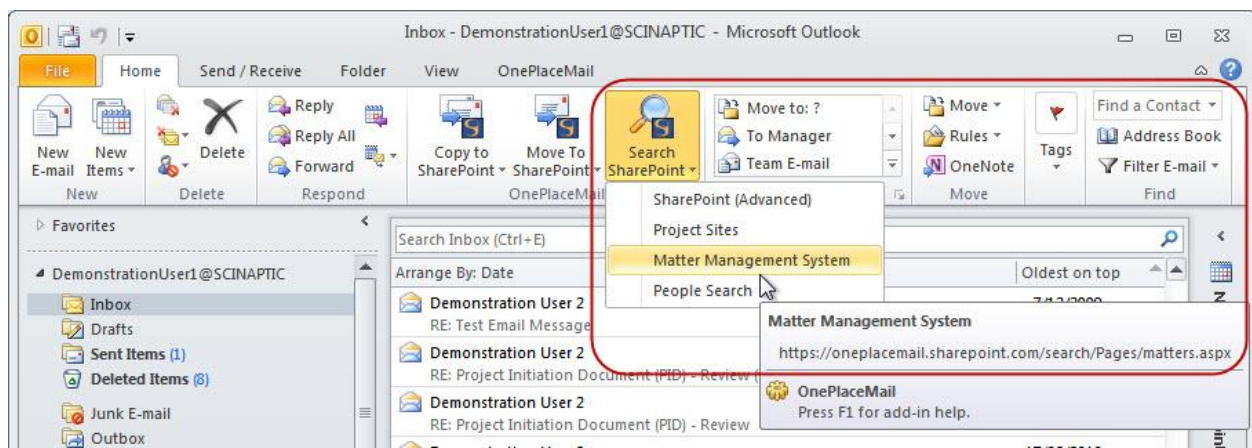 Inbox - DemonstrationUser1@SCINAPTIC - Microsoft Outlook
File Home Send / Receive Folder View OnePlaceMail
New E-mail
New Items
Delete
Reply
Reply All
Forward
Copy to SharePoint
Move To SharePoint
Search SharePoint
Move to: ?
To Manager
Team E-mail
Move
Rules
OneNote
Tags
Find a Contact
Address Book
Filter E-mail
New Delete Respond OnePlaceMail Move Find
SharePoint (Advanced)
Project Sites
Matter Management System
People Search
Favorites
DemonstrationUser1@SCINAPTIC
Inbox
Drafts
Sent Items (1)
Deleted Items (8)
Junk E-mail
Outbox
Search Inbox (Ctrl+E)
Arrange By: Date Oldest on top
Demonstration User 2
RE: Test Email Message
Demonstration User 2
RE: Project Initiation Document (PID) - Review (
Demonstration User 2
RE: Project Initiation Document (PID) - Review
Matter Management System
https://oneplacemail.sharepoint.com/search/Pages/matters.aspx
OnePlaceMail
Press F1 for add-in help.